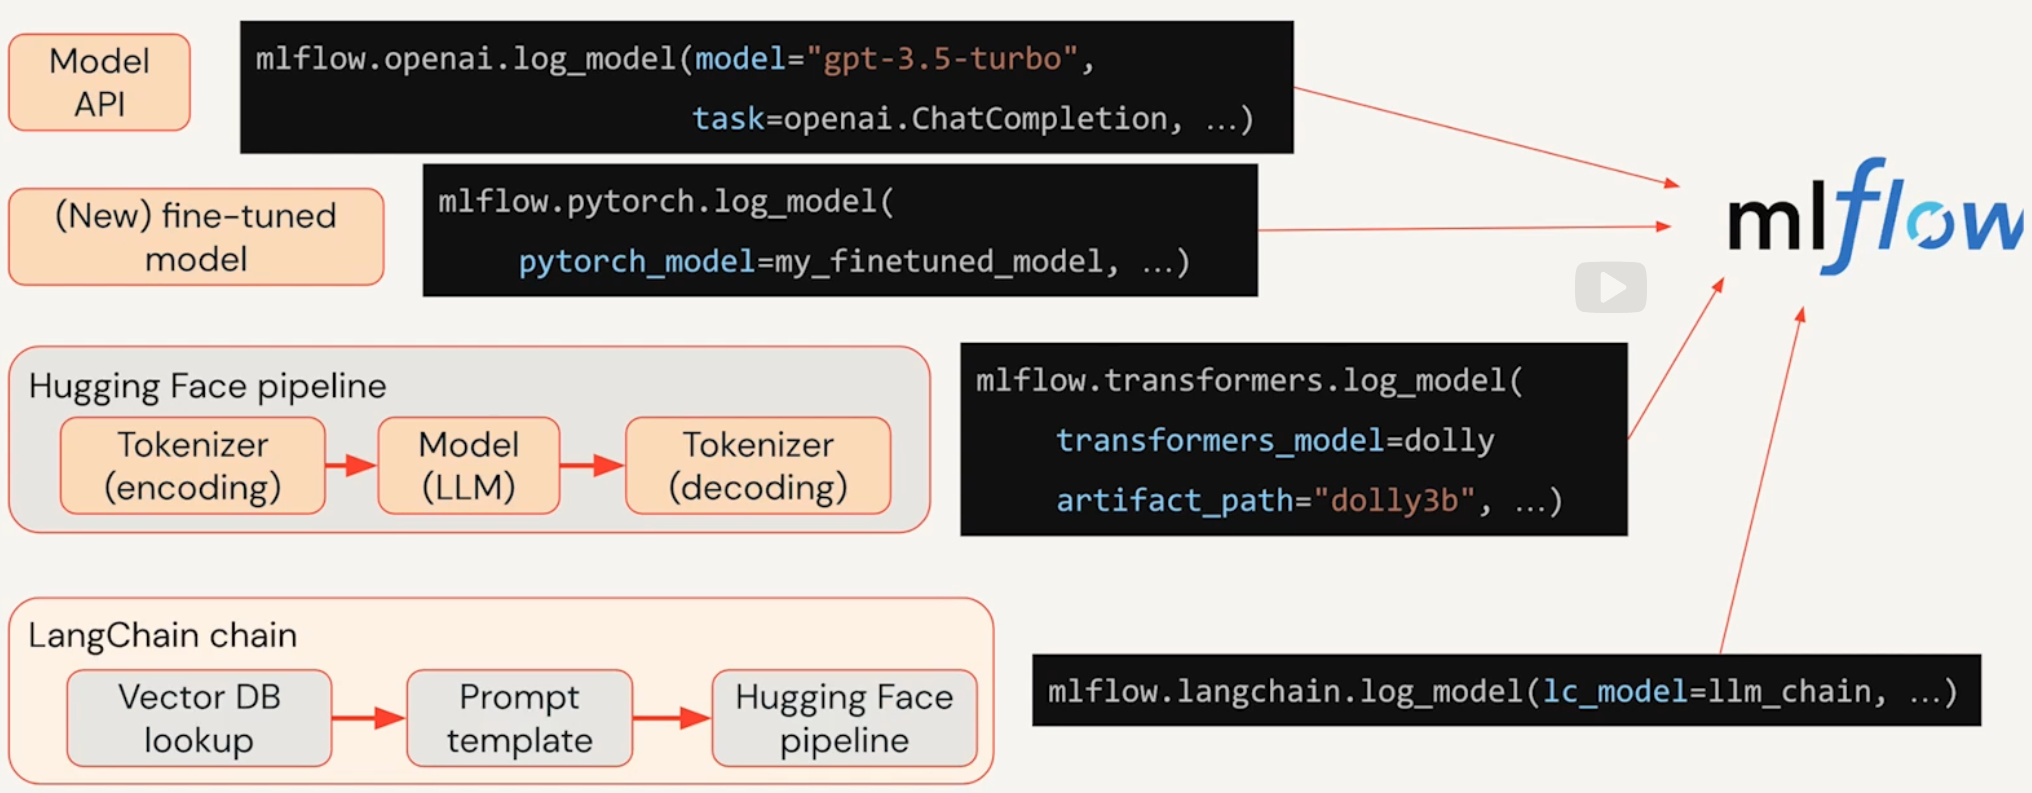 Model
API
mlflow.openai.log_model(model="gpt-3.5-turbo",
task=openai.ChatCompletion, …)
(New) fine-tuned
model
mlflow.pytorch.log_model(
pytorch_model=my_finetuned_model, …)
mlflow
Hugging Face pipeline
Tokenizer
(encoding)
Model
(LLM)
Tokenizer
(decoding)
mlflow.transformers.log_model(
transformers_model=dolly
artifact_path="dolly3b", …)
LangChain chain
Vector DB
lookup
Prompt
template
Hugging Face
pipeline
mlflow.langchain.log_model(lc_model=llm_chain, …)